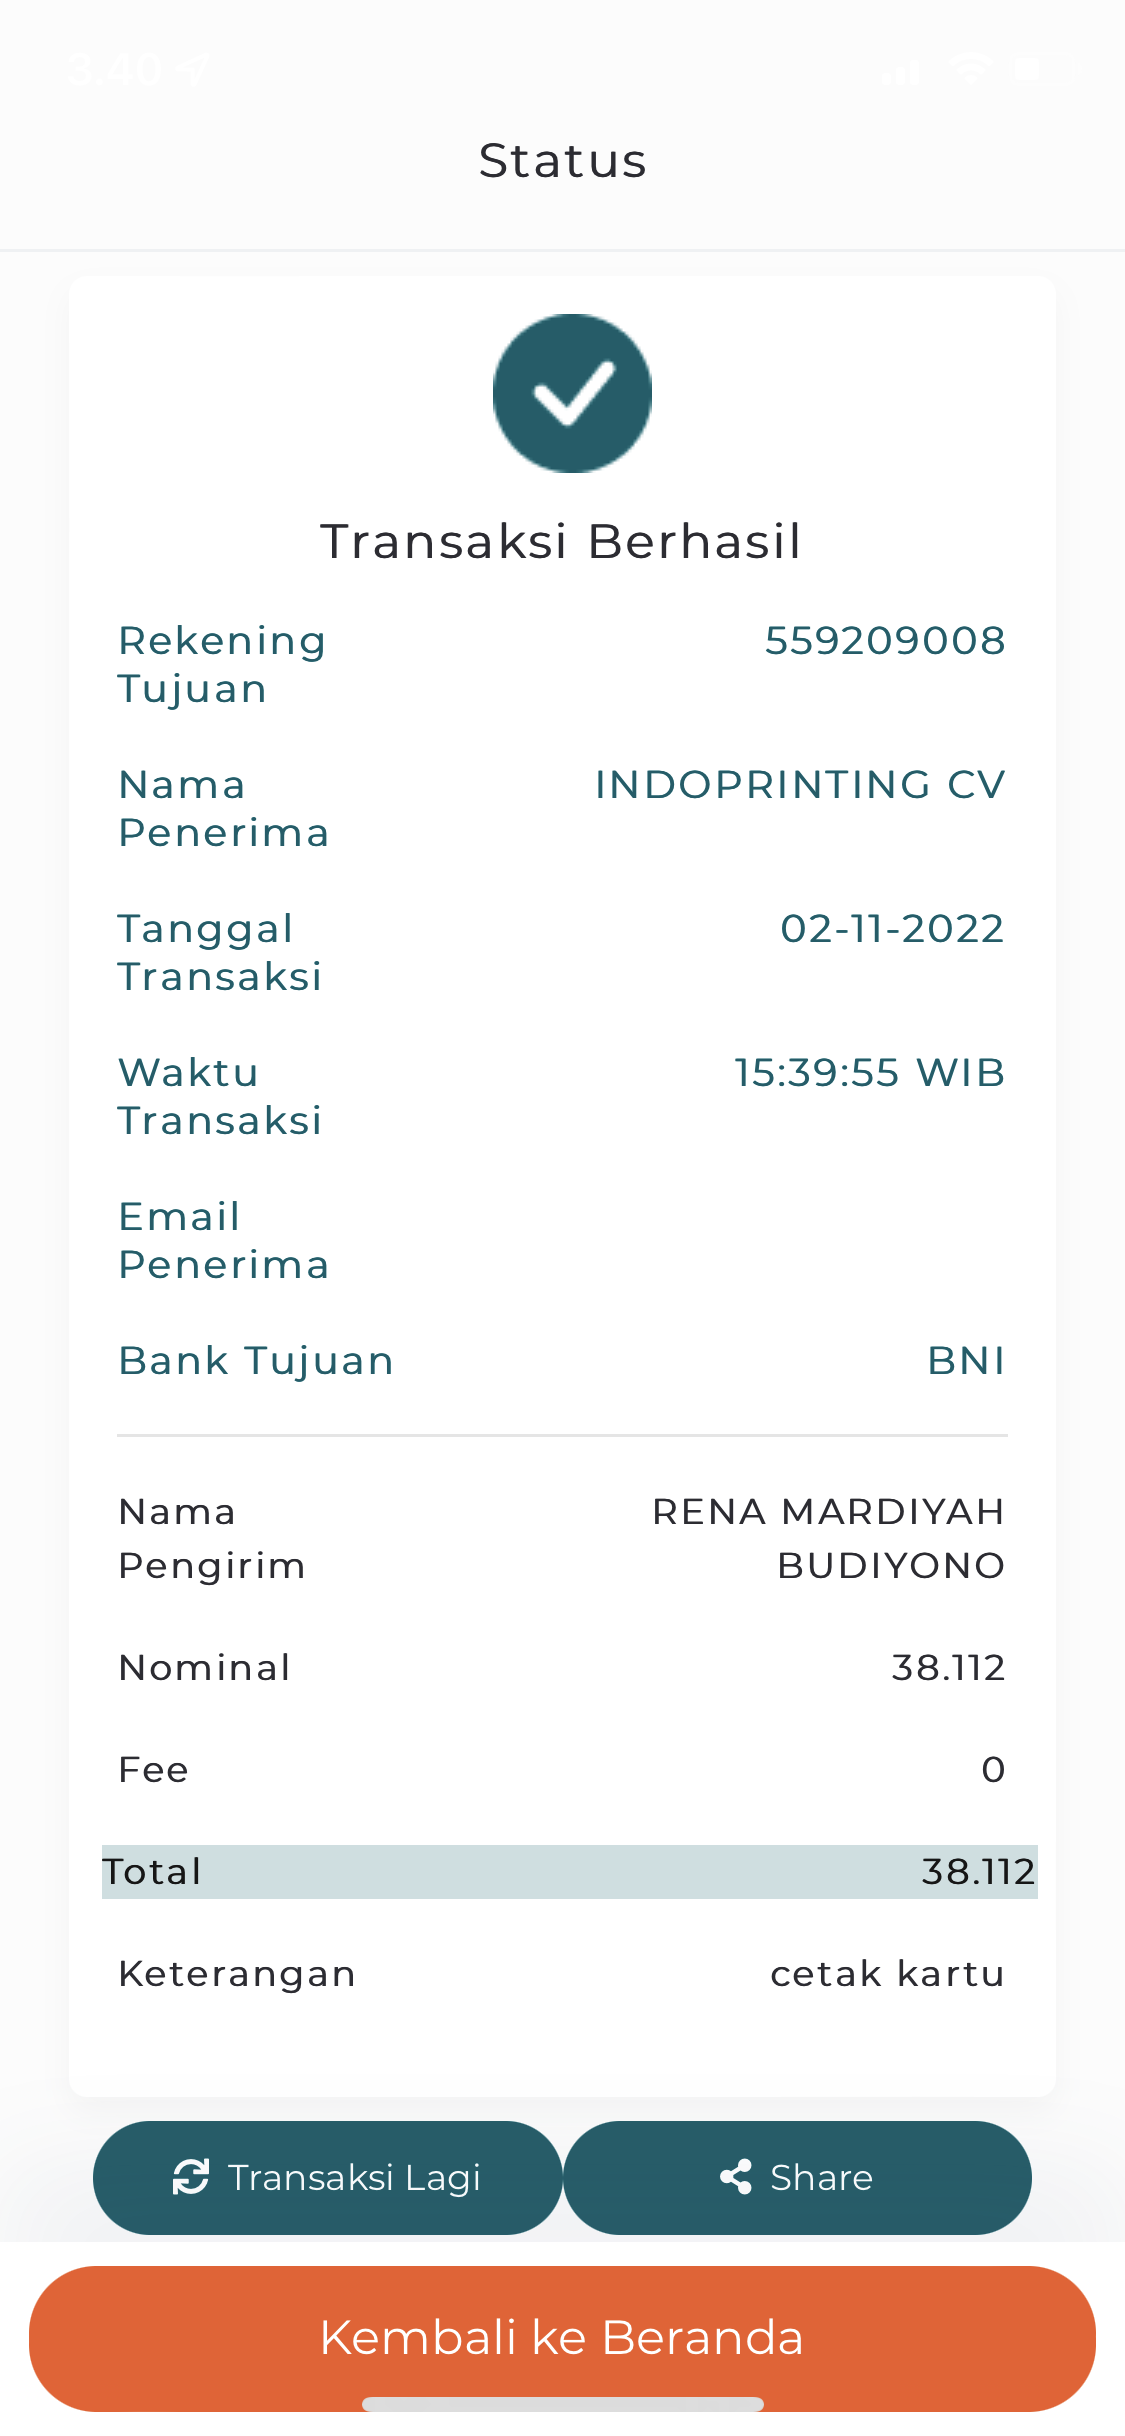 3.40
Status
Transaksi Berhasil
Rekening Tujuan 559209008
Nama Penerima INDOPRINTING CV
Tanggal Transaksi 02-11-2022
Waktu Transaksi 15:39:55 WIB
Email Penerima
Bank Tujuan BNI
Nama Pengirim RENA MARDIYAH BUDIYONO
Nominal 38.112
Fee 0
Total 38.112
Keterangan cetak kartu
Transaksi Lagi Share
Kembali ke Beranda